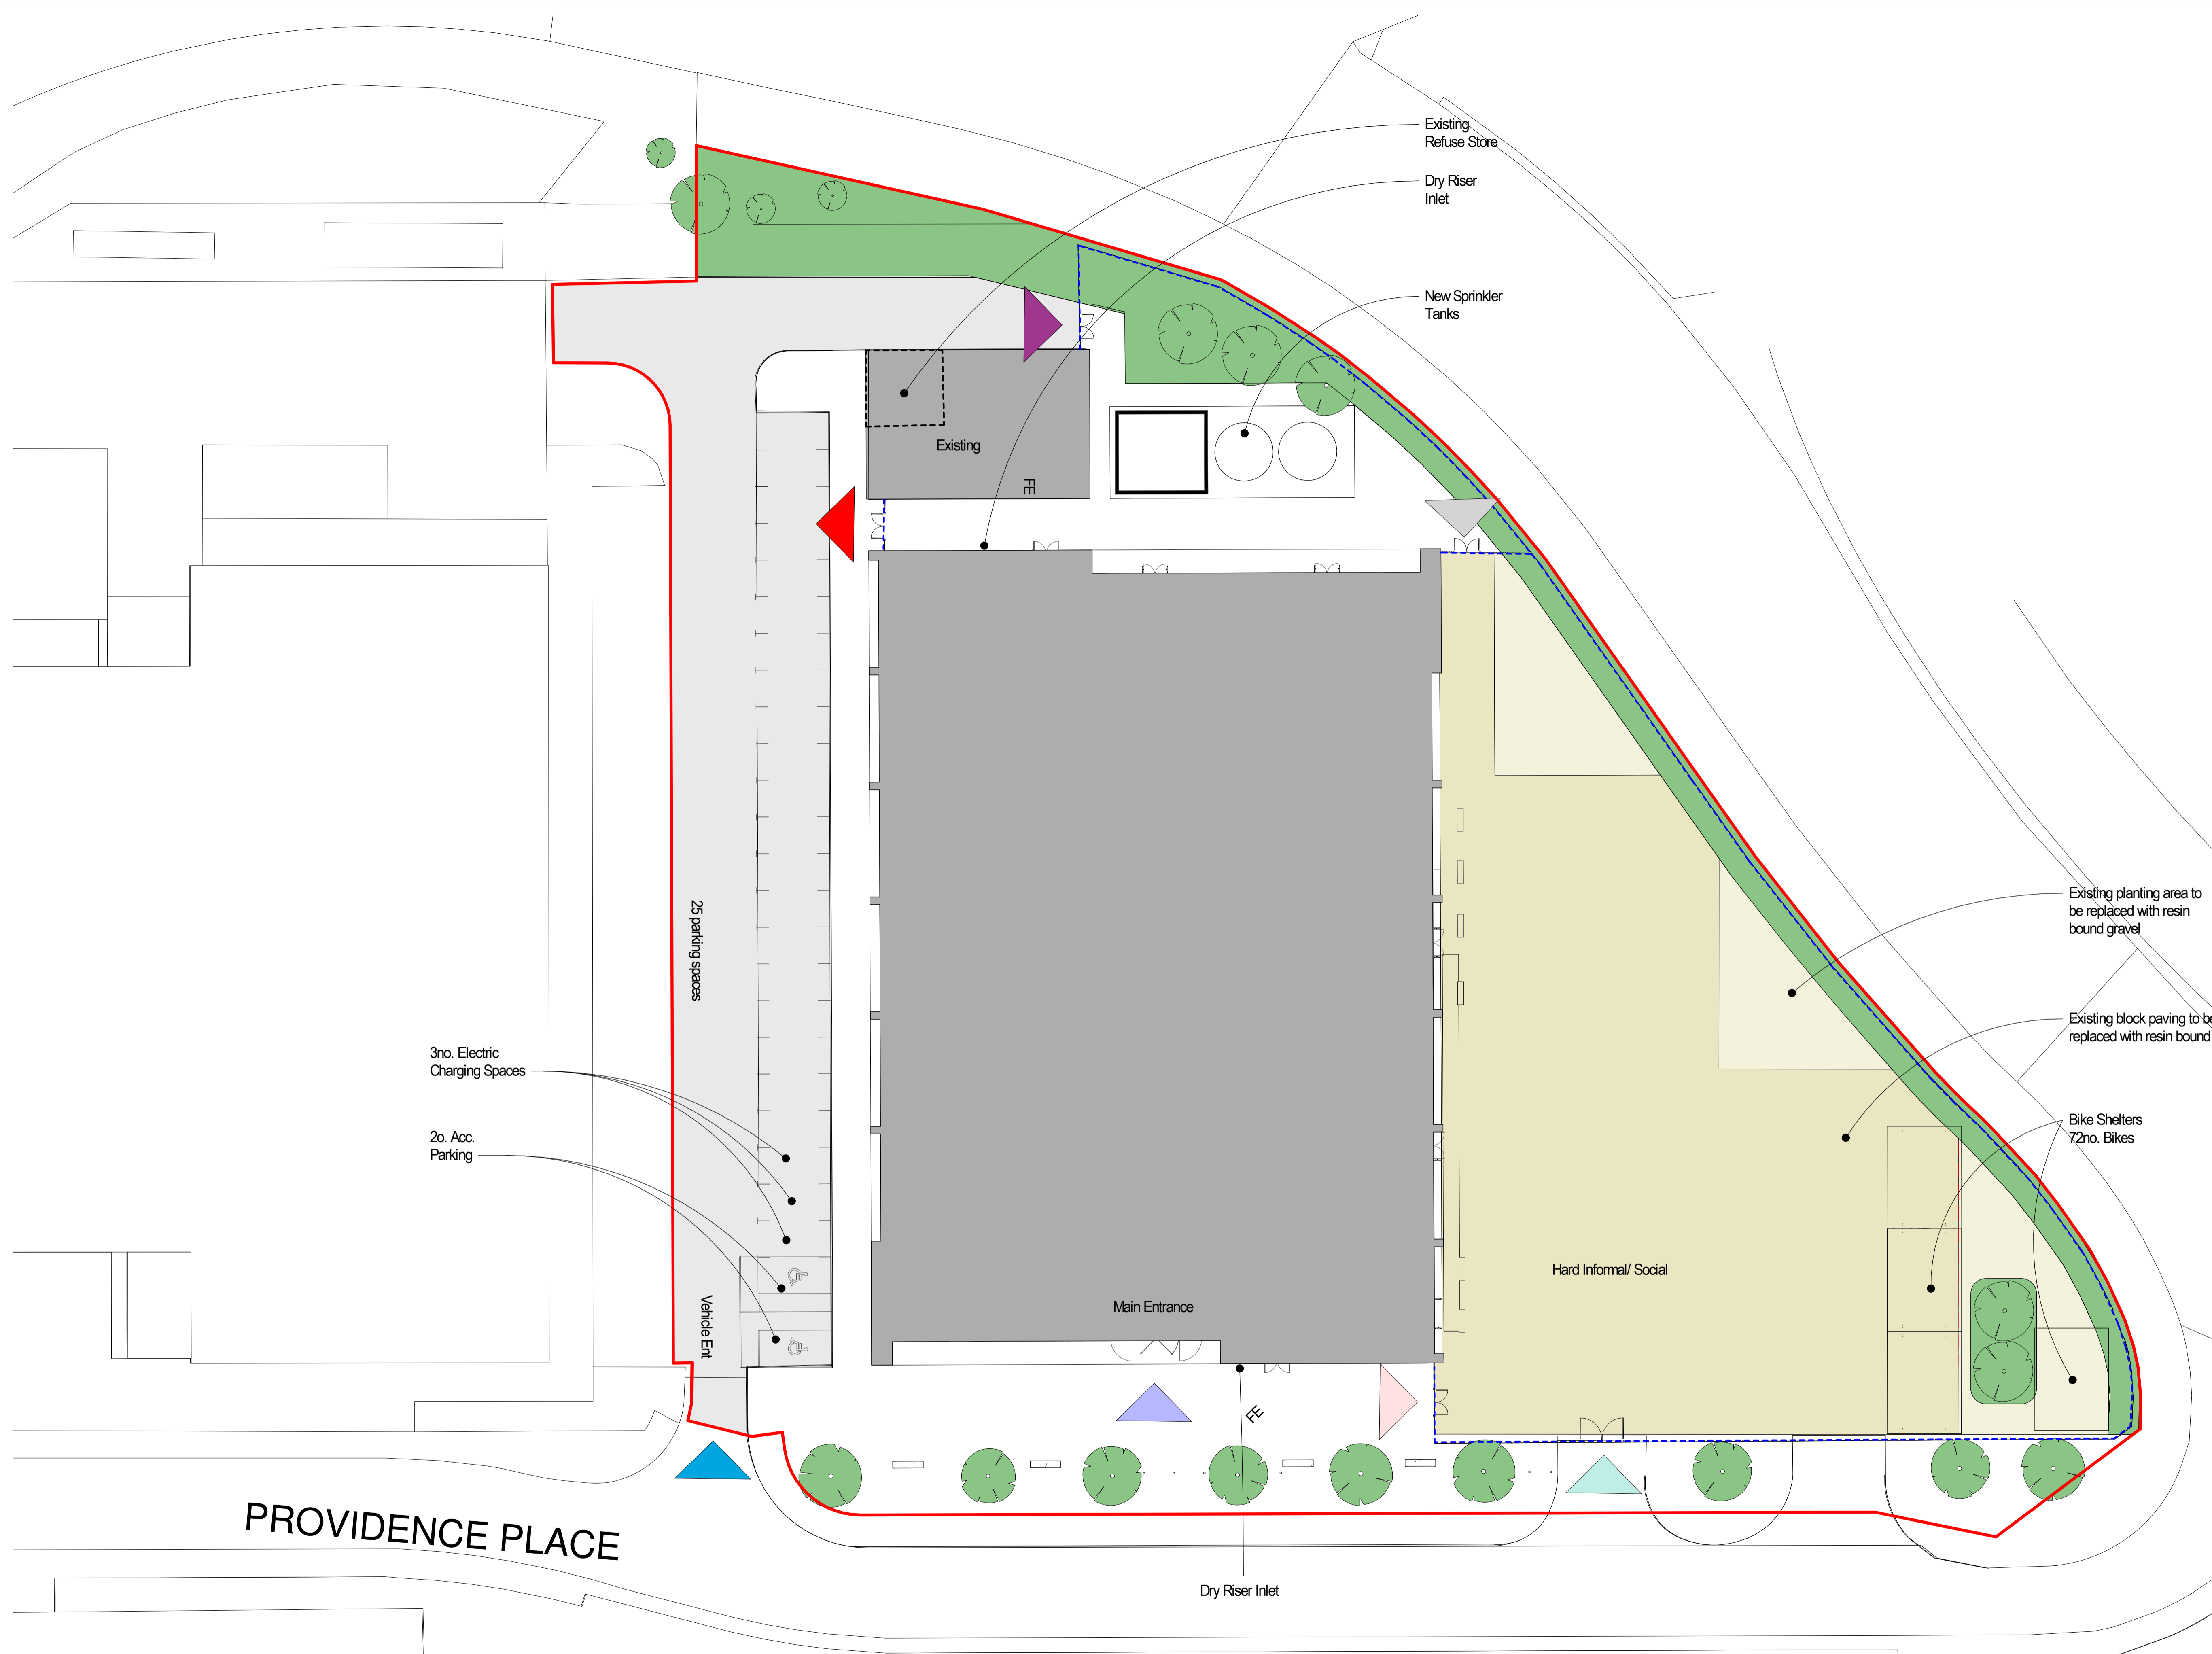 Existing
Refuse Store
Dry Riser
Inlet
New Sprinkler
Tanks
Existing
FE
25 parking spaces
Existing planting area to
be replaced with resin
bound gravel
Existing block paving to be
replaced with resin bound
3no. Electric
Charging Spaces
2o. Acc.
Parking
Bike Shelters
72no. Bikes
Hard Informal/ Social
Main Entrance
Vehicle Ent
FE
PROVIDENCE PLACE
Dry Riser Inlet